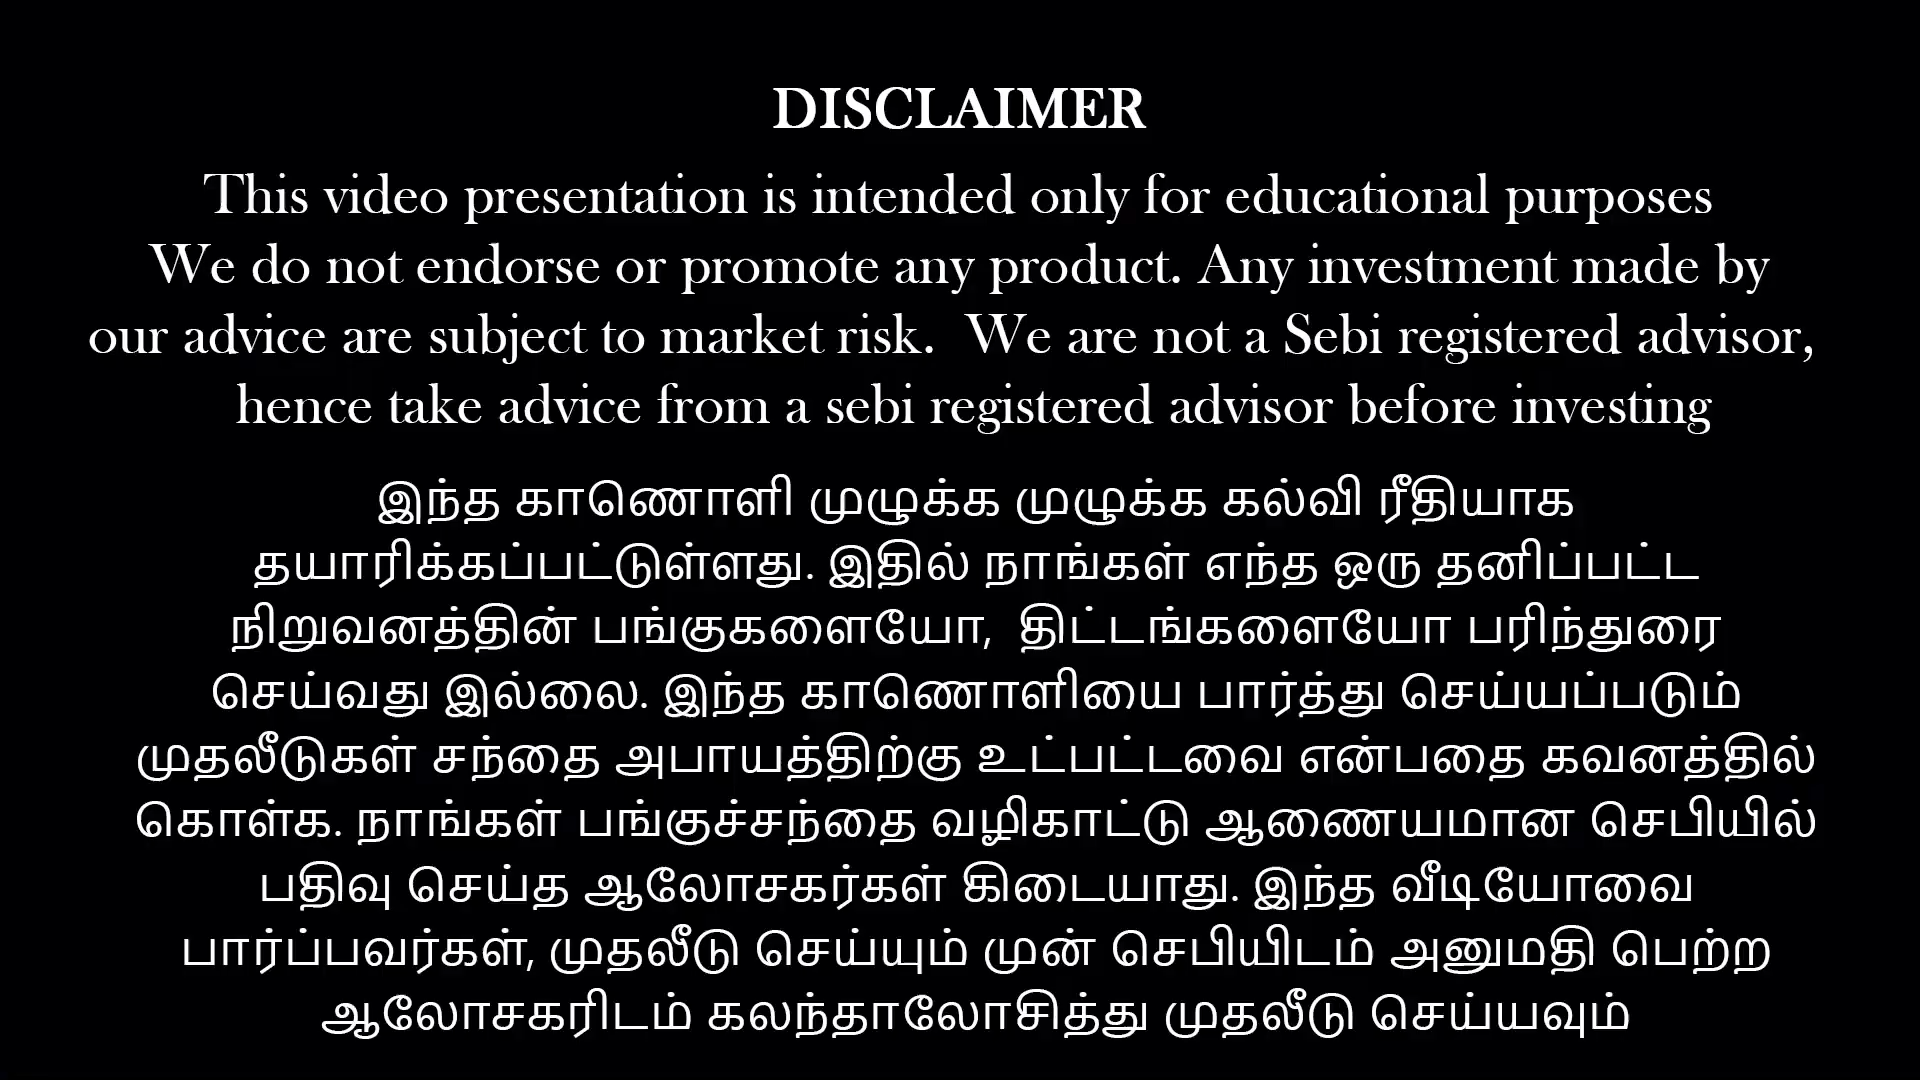 DISCLAIMER
This video presentation is intended only for educational purposes
We do not endorse or promote any product. Any investment made by
our advice are subject to market risk.  We are not a Sebi registered advisor,
hence take advice from a sebi registered advisor before investing
இந்த காணொளி முழுக்க முழுக்க கல்வி ரீதியாக
தயாரிக்கப்பட்டுள்ளது. இதில் நாங்கள் எந்த ஒரு தனிப்பட்ட
நிறுவனத்தின் பங்குகளையோ,  திட்டங்களையோ பரிந்துரை
செய்வது இல்லை. இந்த காணொளியை பார்த்து செய்யப்படும்
முதலீடுகள் சந்தை அபாயத்திற்கு உட்பட்டவை என்பதை கவனத்தில்
கொள்க. நாங்கள் பங்குச்சந்தை வழிகாட்டு ஆணையமான செபியில்
பதிவு செய்த ஆலோசகர்கள் கிடையாது. இந்த வீடியோவை
பார்ப்பவர்கள், முதலீடு செய்யும் முன் செபியிடம் அனுமதி பெற்ற
ஆலோசகரிடம் கலந்தாலோசித்து முதலீடு செய்யவும்